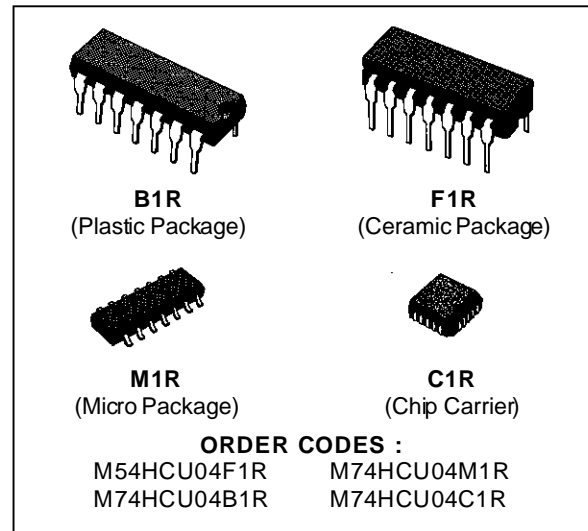 B1R
(Plastic Package)
F1R
(Ceramic Package)
M1R
(Micro Package)
C1R
(Chip Carrier)
ORDER CODES :
M54HCU04F1R M74HCU04M1R
M74HCU04B1R M74HCU04C1R